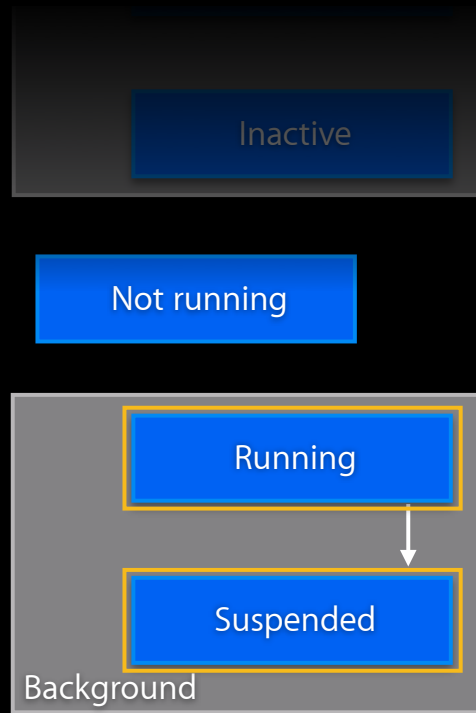 Inactive
Not running
Running
Suspended
Background